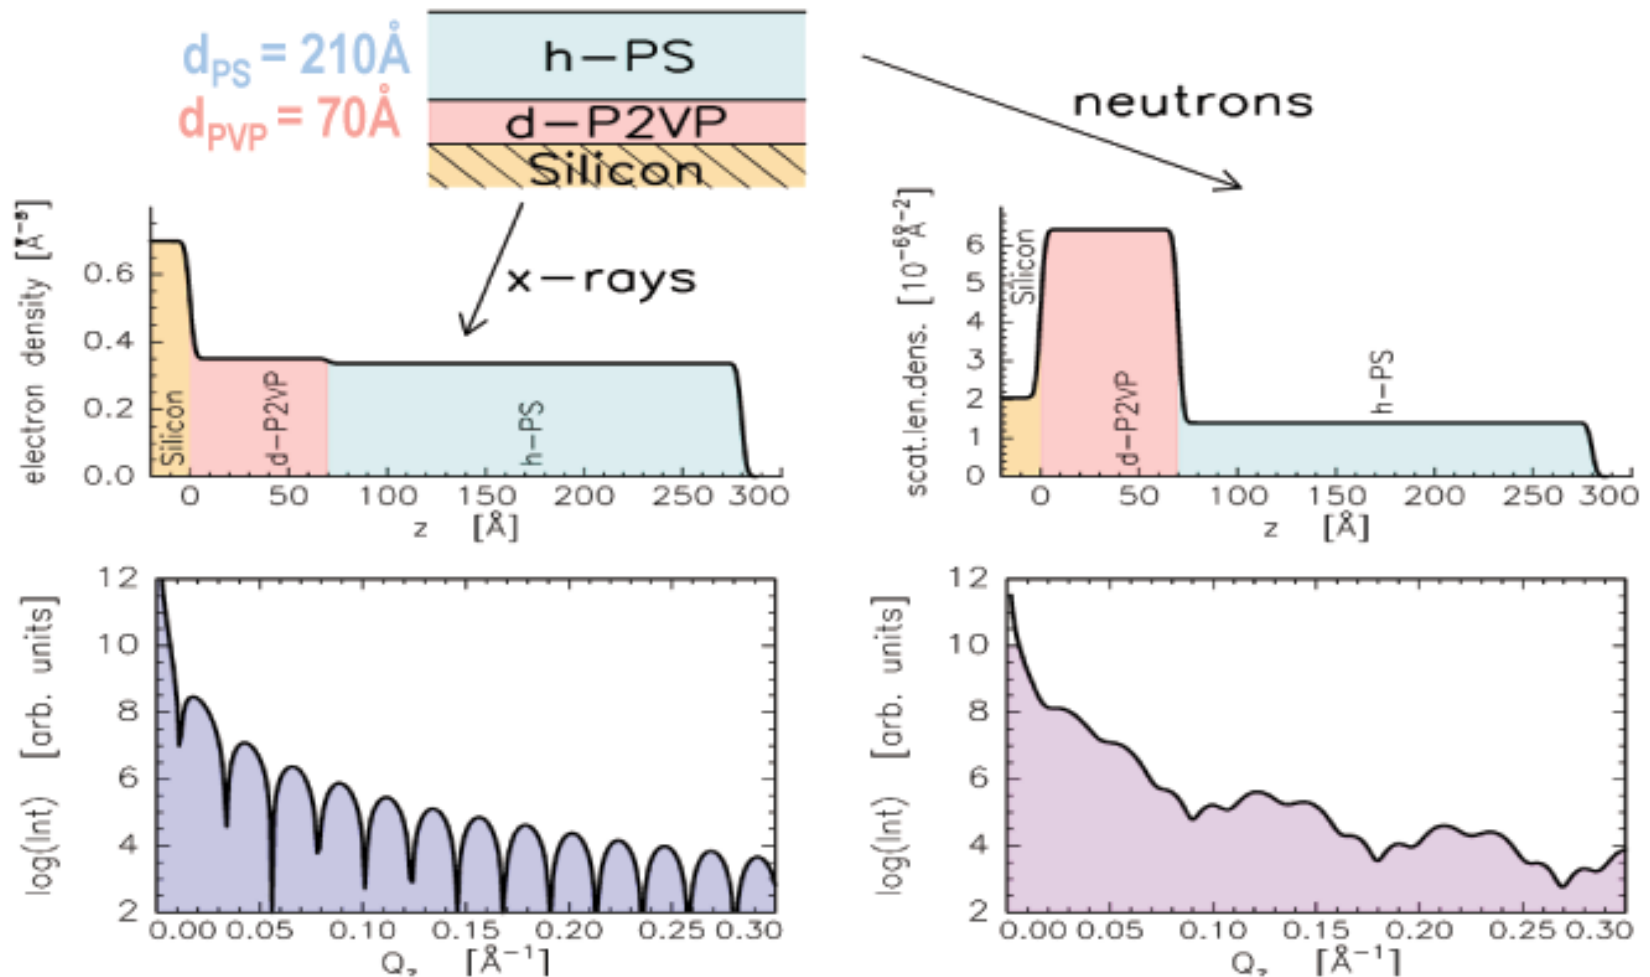 d_PS = 210Å
h-PS
d_PVP = 70Å
d-P2VP
Silicon
neutrons
x-rays
electron density [Å⁻³]
0.6
0.4
0.2
0.0
Silicon
d-P2VP
h-PS
0 50 100 150 200 250 300
z [Å]
scat.len.dens. [10⁻⁶Å⁻²]
6
5
4
3
2
1
0
Silicon
d-P2VP
h-PS
0 50 100 150 200 250 300
z [Å]
log(Int) [arb. units]
12
10
8
6
4
2
0.00 0.05 0.10 0.15 0.20 0.25 0.30
Q_z [Å⁻¹]
log(Int) [arb. units]
12
10
8
6
4
2
0.00 0.05 0.10 0.15 0.20 0.25 0.30
Q_z [Å⁻¹]